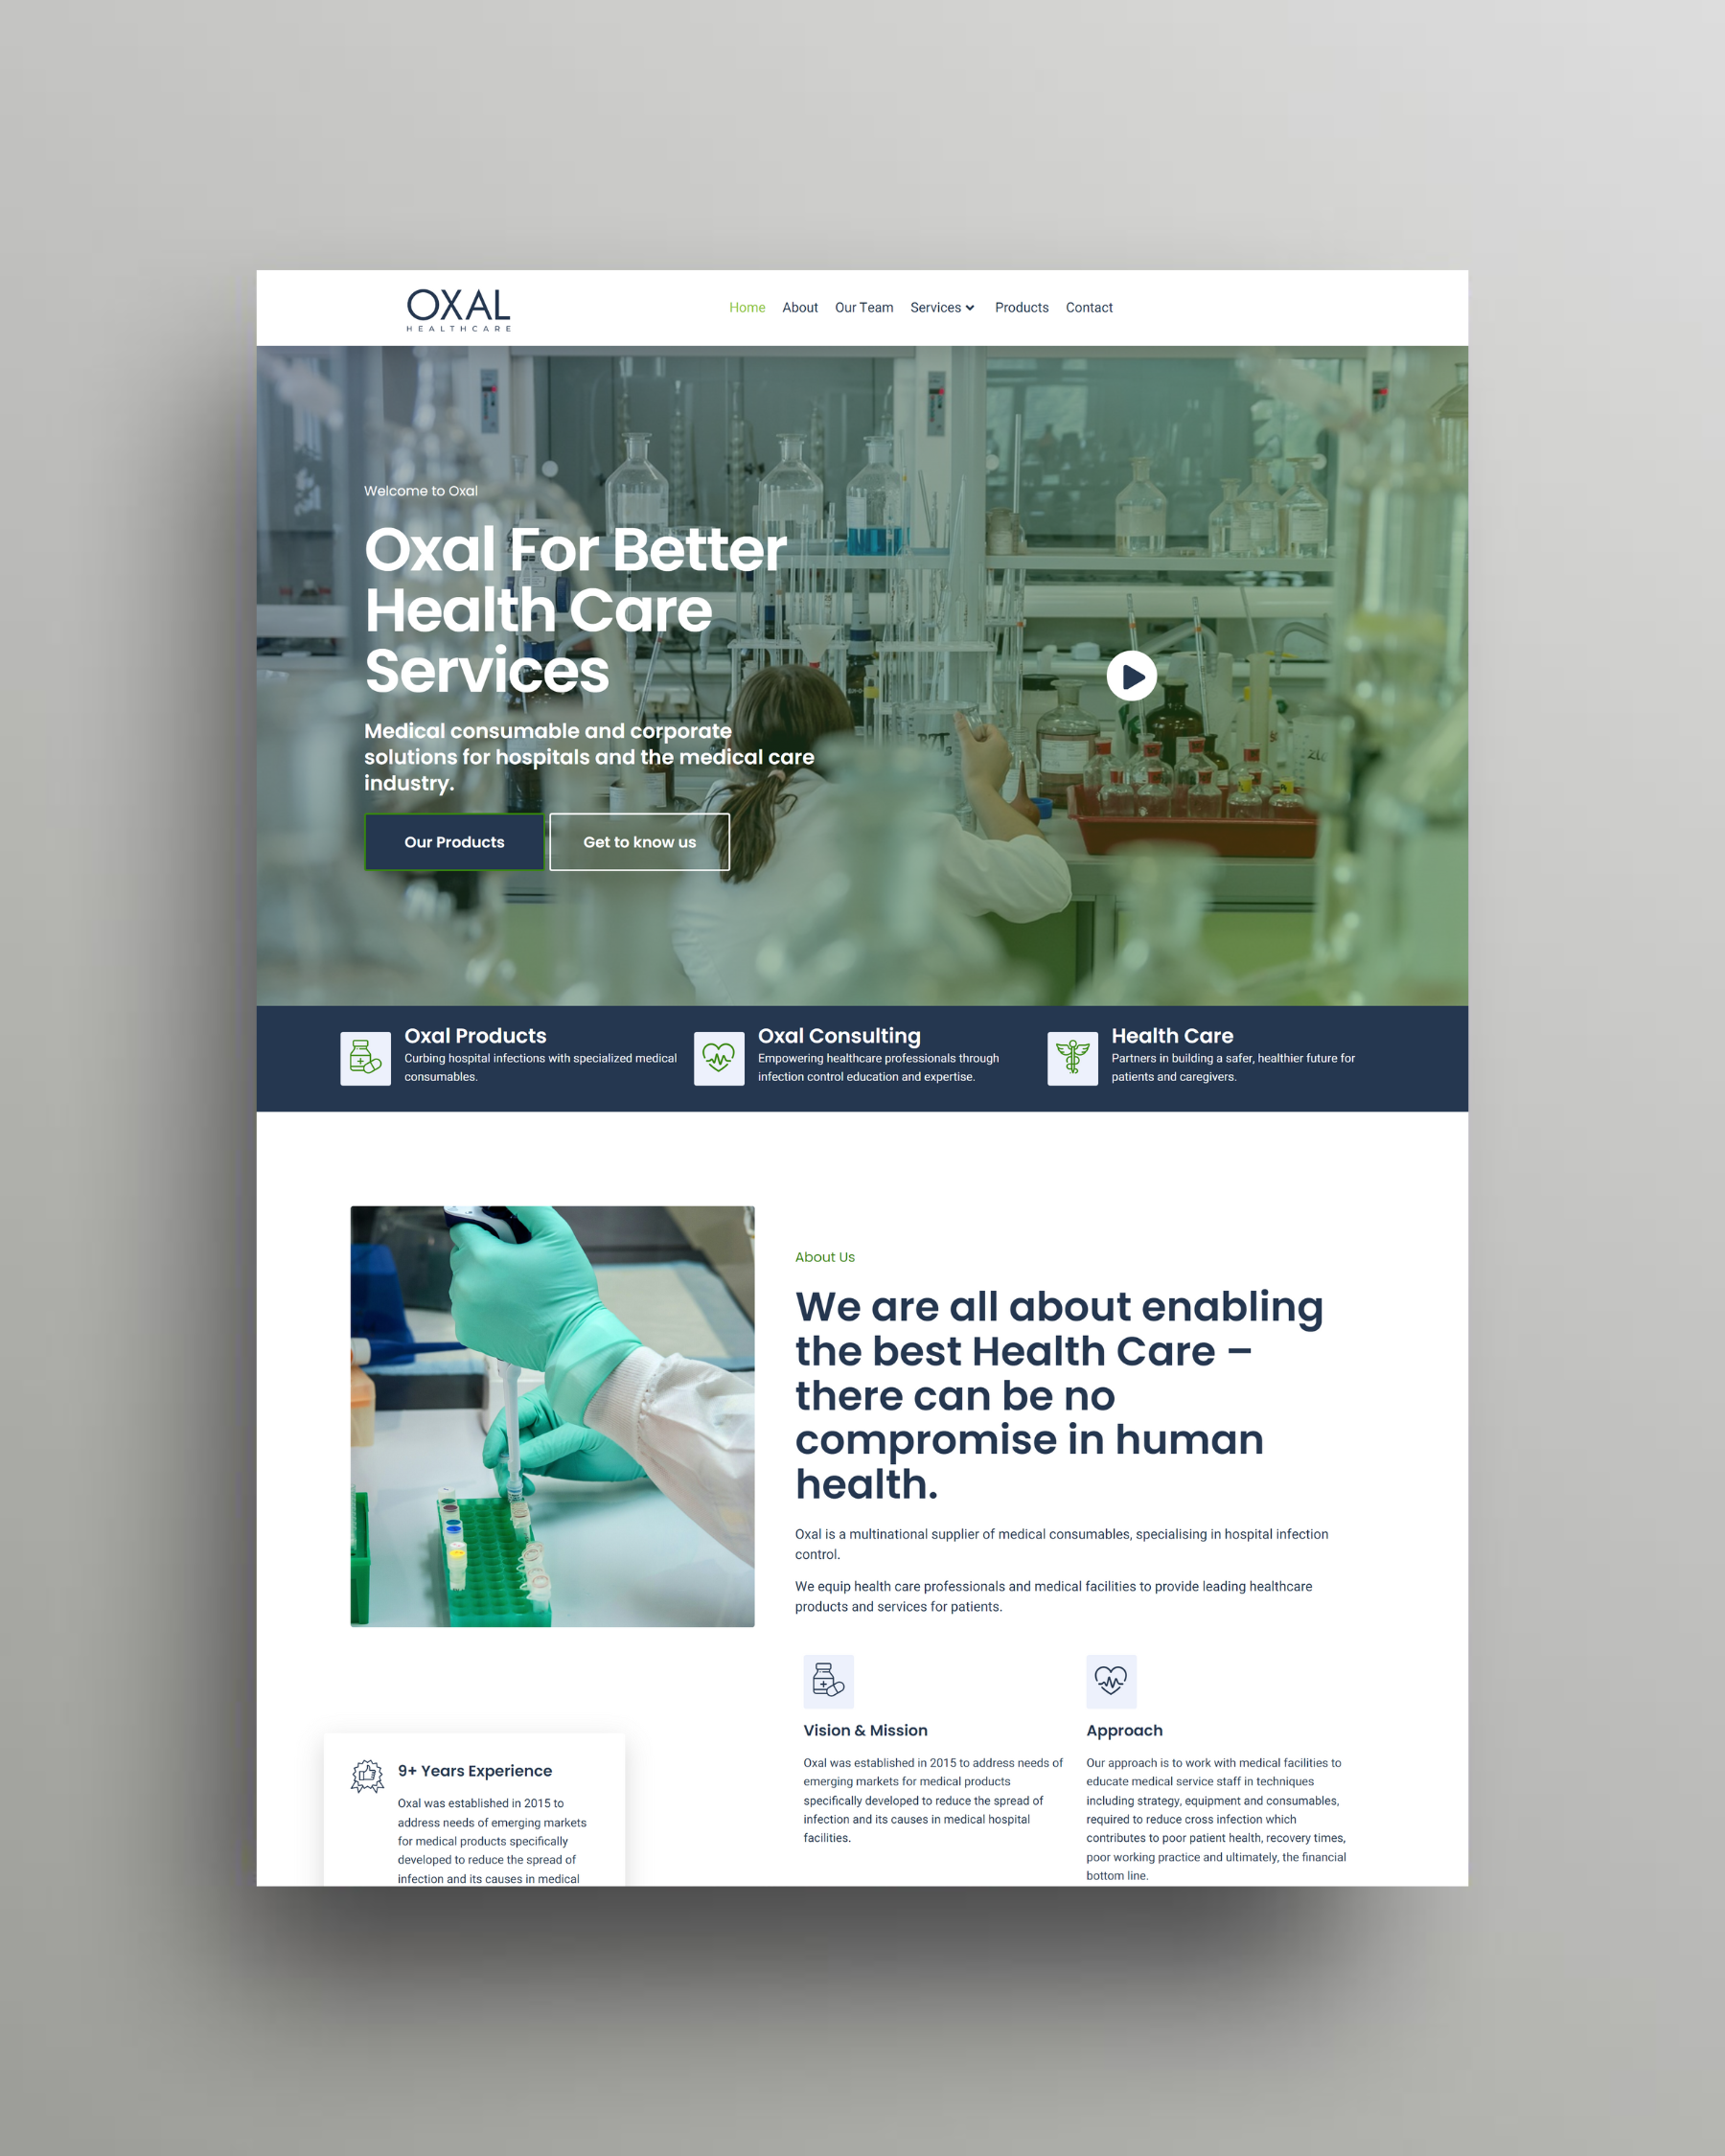 OXAL
HEALTHCARE
Home About Our Team Services Products Contact
Welcome to Oxal
Oxal For Better
Health Care
Services
Medical consumable and corporate
solutions for hospitals and the medical care
industry.
Our Products Get to know us
Oxal Products
Curbing hospital infections with specialized medical
consumables.
Oxal Consulting
Empowering healthcare professionals through
infection control education and expertise.
Health Care
Partners in building a safer, healthier future for
patients and caregivers.
About Us
We are all about enabling
the best Health Care –
there can be no
compromise in human
health.
Oxal is a multinational supplier of medical consumables, specialising in hospital infection
control.
We equip health care professionals and medical facilities to provide leading healthcare
products and services for patients.
Vision & Mission
Oxal was established in 2015 to address needs of
emerging markets for medical products
specifically developed to reduce the spread of
infection and its causes in medical hospital
facilities.
Approach
Our approach is to work with medical facilities to
educate medical service staff in techniques
including strategy, equipment and consumables,
required to reduce cross infection which
contributes to poor patient health, recovery times,
poor working practice and ultimately, the financial
bottom line.
9+ Years Experience
Oxal was established in 2015 to
address needs of emerging markets
for medical products specifically
developed to reduce the spread of
infection and its causes in medical